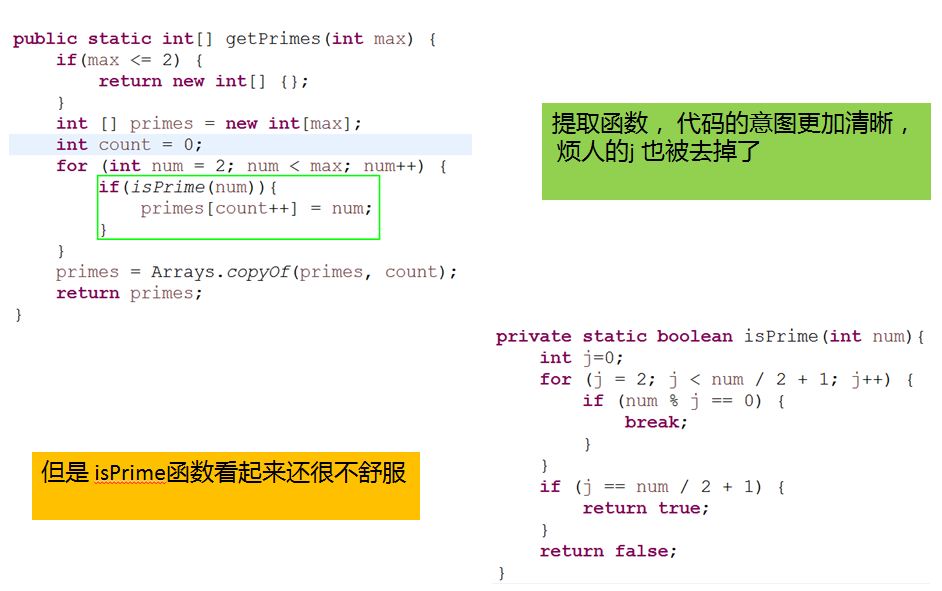 public static int[] getPrimes(int max) {
    if(max <= 2) {
        return new int[] {};
    }
    int [] primes = new int[max];
    int count = 0;
    for (int num = 2; num < max; num++) {
        if(isPrime(num)){
            primes[count++] = num;
        }
    }
    primes = Arrays.copyOf(primes, count);
    return primes;
}
提取函数，代码的意图更加清晰，
烦人的j 也被去掉了
private static boolean isPrime(int num){
    int j=0;
    for (j = 2; j < num / 2 + 1; j++) {
        if (num % j == 0) {
            break;
        }
    }
    if (j == num / 2 + 1) {
        return true;
    }
    return false;
}
但是 isPrime函数看起来还很不舒服